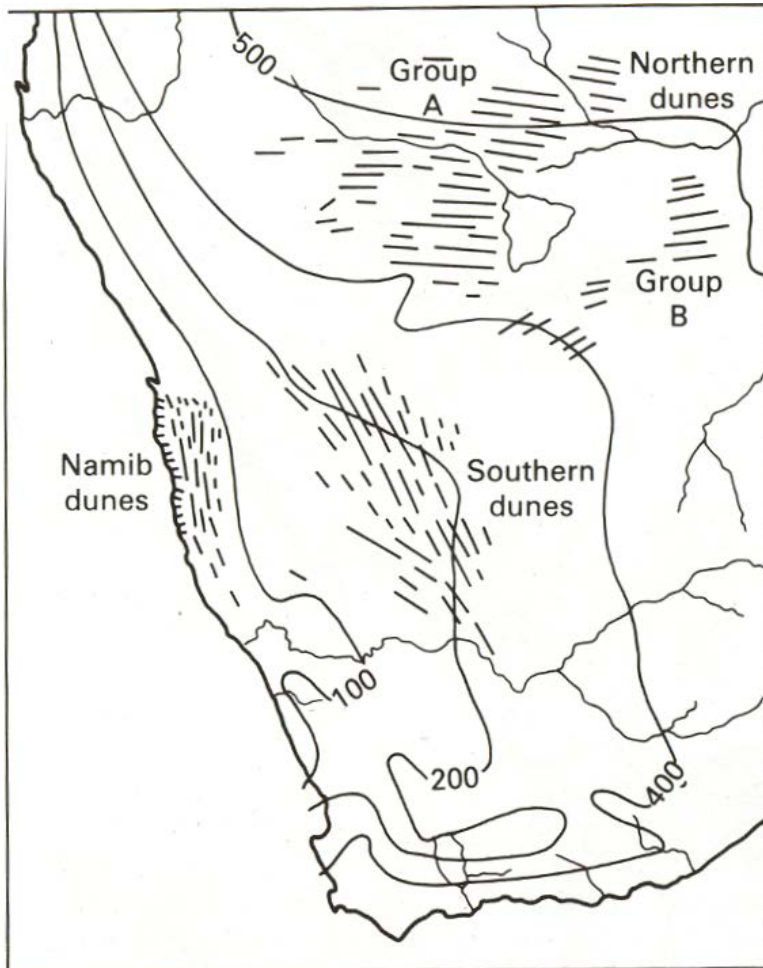 500
Group
A
Northern
dunes
Group
B
Namib
dunes
Southern
dunes
100
200
400